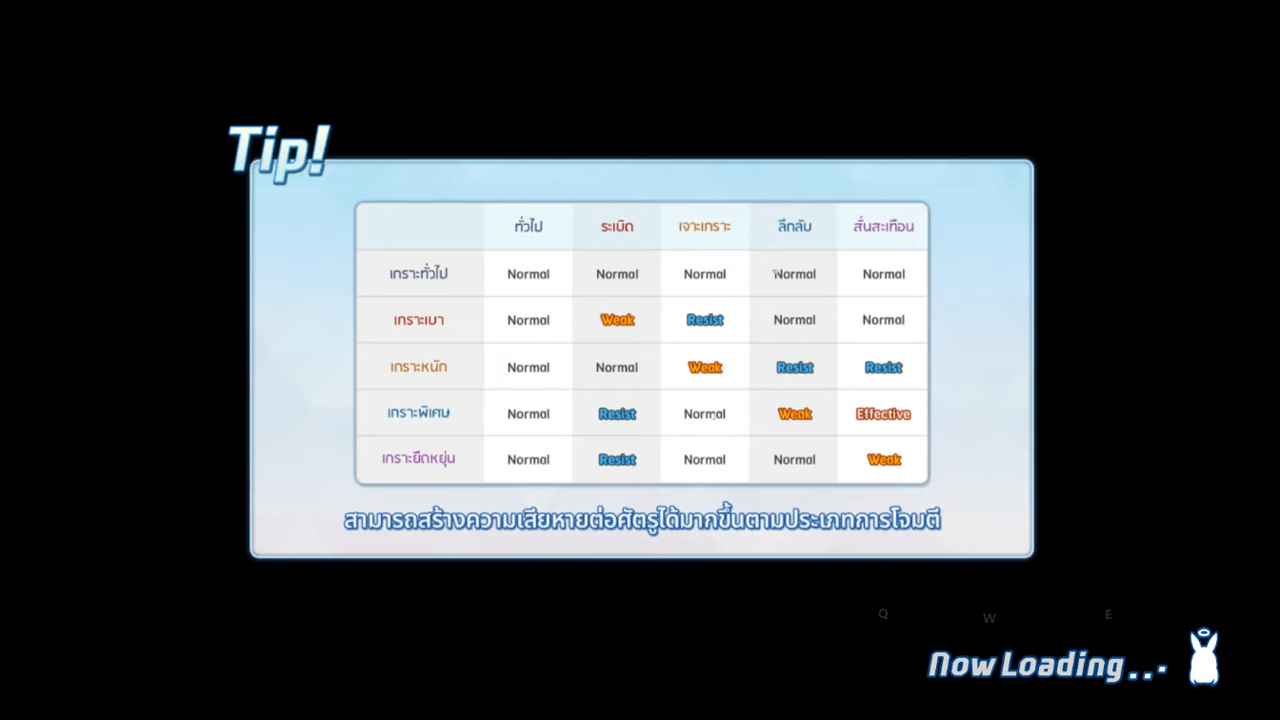 Tip!
ทั่วไป ระเบิด เจาะเกราะ ลึกลับ สั่นสะเทือน
เกราะทั่วไป Normal Normal Normal Normal Normal
เกราะเบา Normal Weak Resist Normal Normal
เกราะหนัก Normal Normal Weak Resist Resist
เกราะพิเศษ Normal Resist Normal Weak Effective
เกราะยืดหยุ่น Normal Resist Normal Normal Weak
สามารถสร้างความเสียหายต่อศัตรูได้มากขึ้นตามประเภทการโจมตี
Q W E
Now Loading...